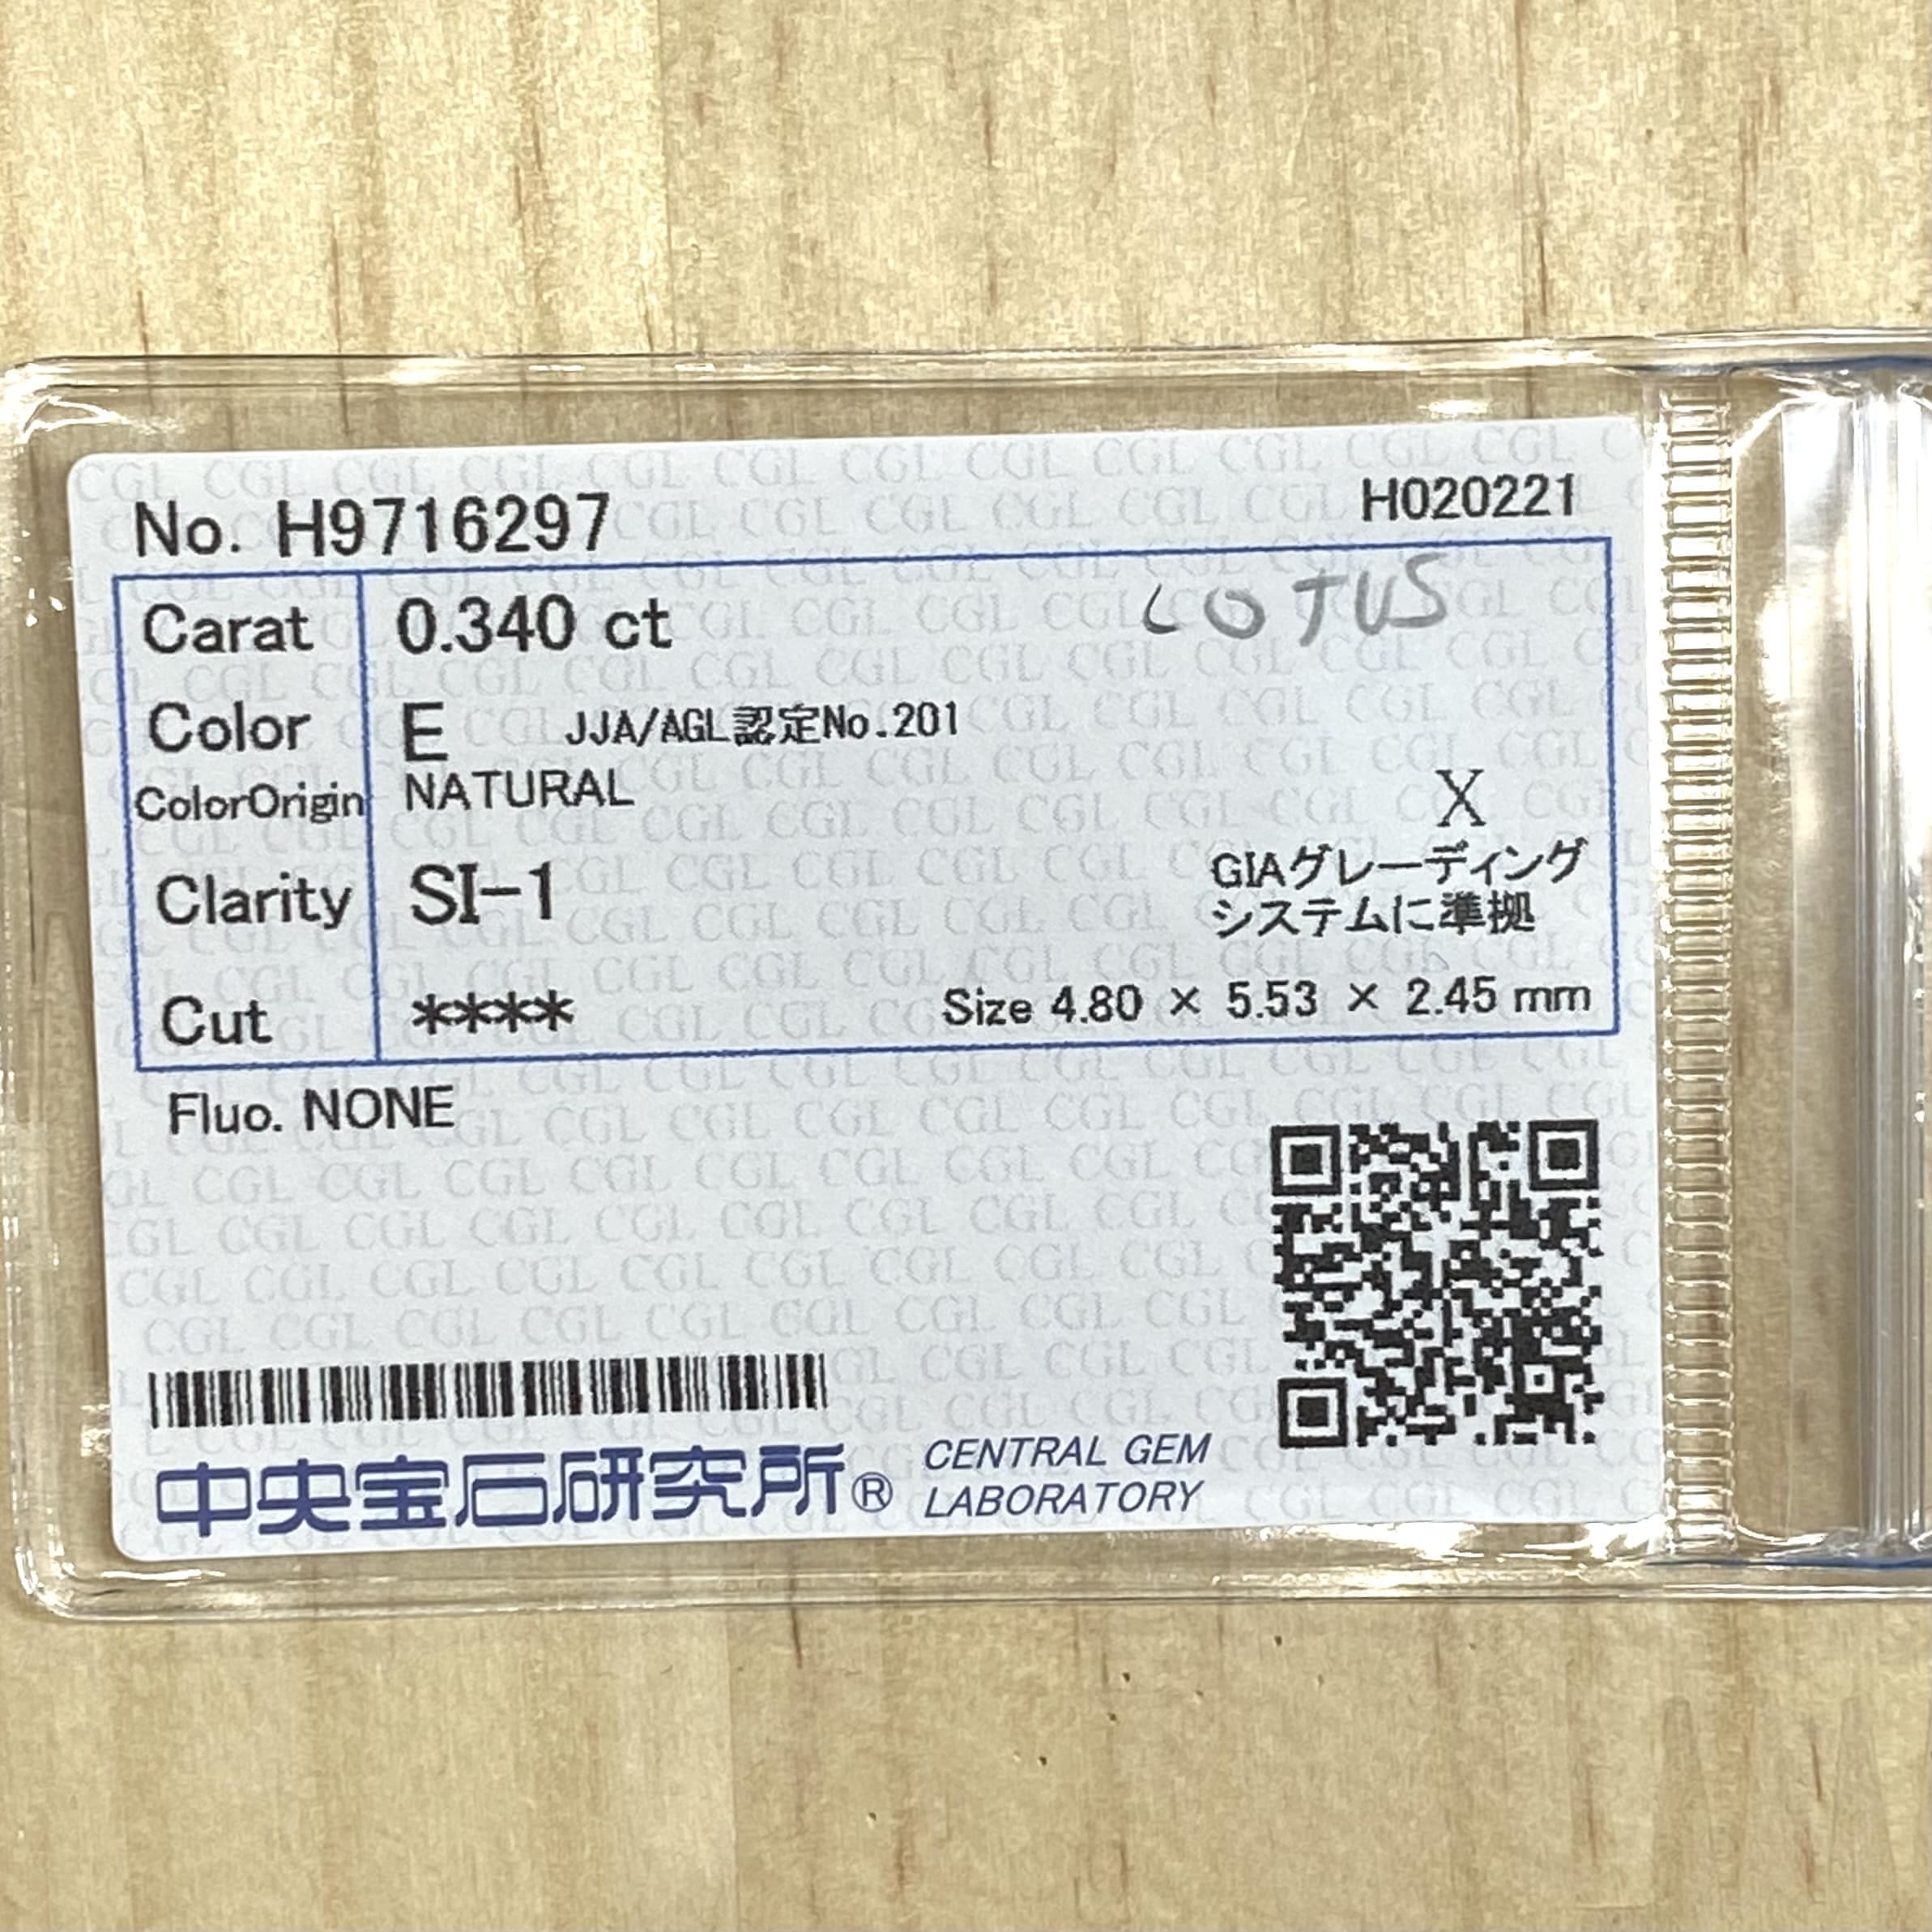 No. H9716297 H020221
LOTUS
Carat 0.340 ct
Color E JJA/AGL認定No.201
ColorOrigin NATURAL
X
Clarity SI-1
GIAグレーディング
システムに準拠
Cut **** Size 4.80 × 5.53 × 2.45 mm
Fluo. NONE
中央宝石研究所® CENTRAL GEM
LABORATORY